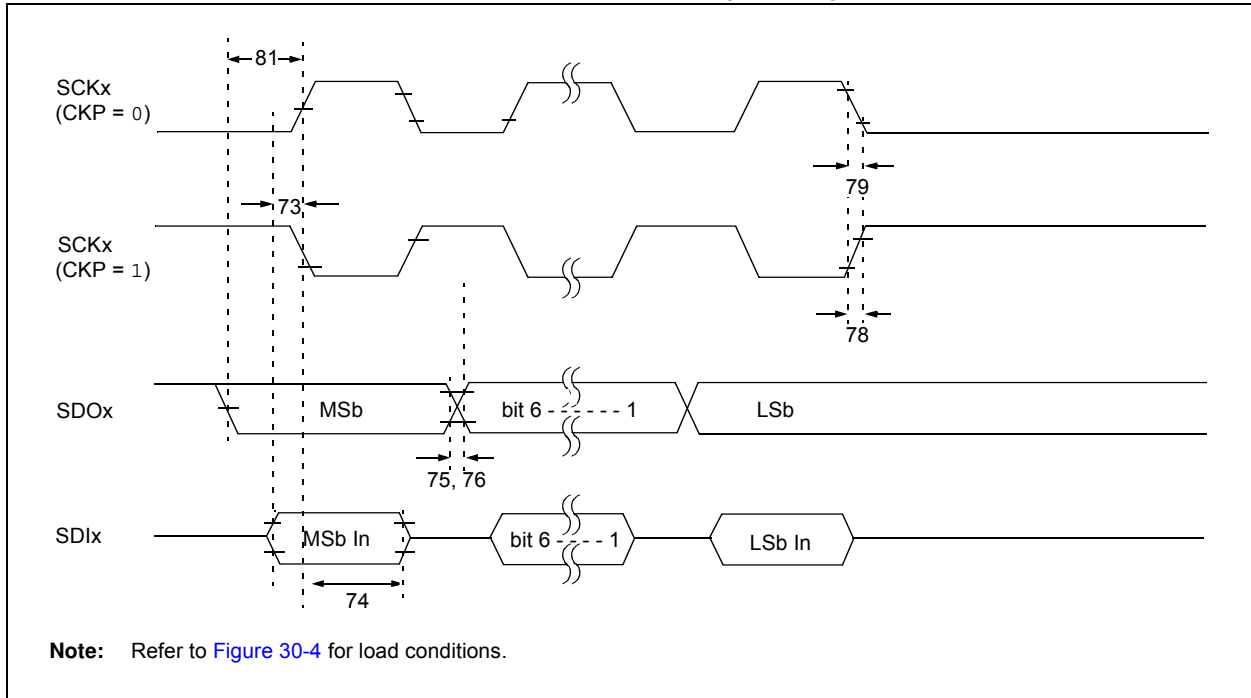 81
SCKx
(CKP = 0)
79
73
SCKx
(CKP = 1)
78
SDOx
MSb
bit 6 - - - - - - 1
LSb
75, 76
SDIx
MSb In
bit 6 - - - - 1
LSb In
74
Note: Refer to Figure 30-4 for load conditions.